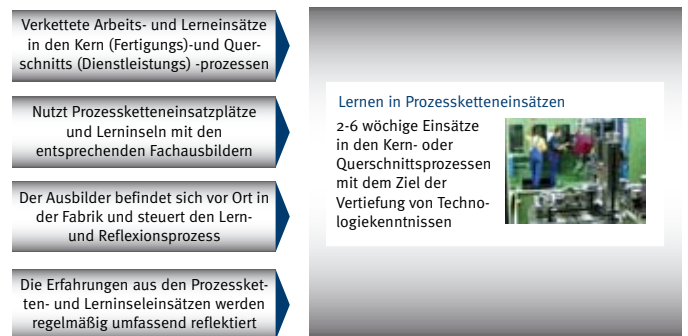 Verkettete Arbeits- und Lerneinsätze
in den Kern (Fertigungs)-und Quer-
schnitts (Dienstleistungs) -prozessen
Nutzt Prozessketteneinsatzplätze
und Lerninseln mit den
entsprechenden Fachausbildern
Der Ausbilder befindet sich vor Ort in
der Fabrik und steuert den Lern-
und Reflexionsprozess
Die Erfahrungen aus den Prozessket-
ten- und Lerninseleinsätzen werden
regelmäßig umfassend reflektiert
Lernen in Prozessketteneinsätzen
2-6 wöchige Einsätze
in den Kern- oder
Querschnittsprozessen
mit dem Ziel der
Vertiefung von Techno-
logiekenntnissen